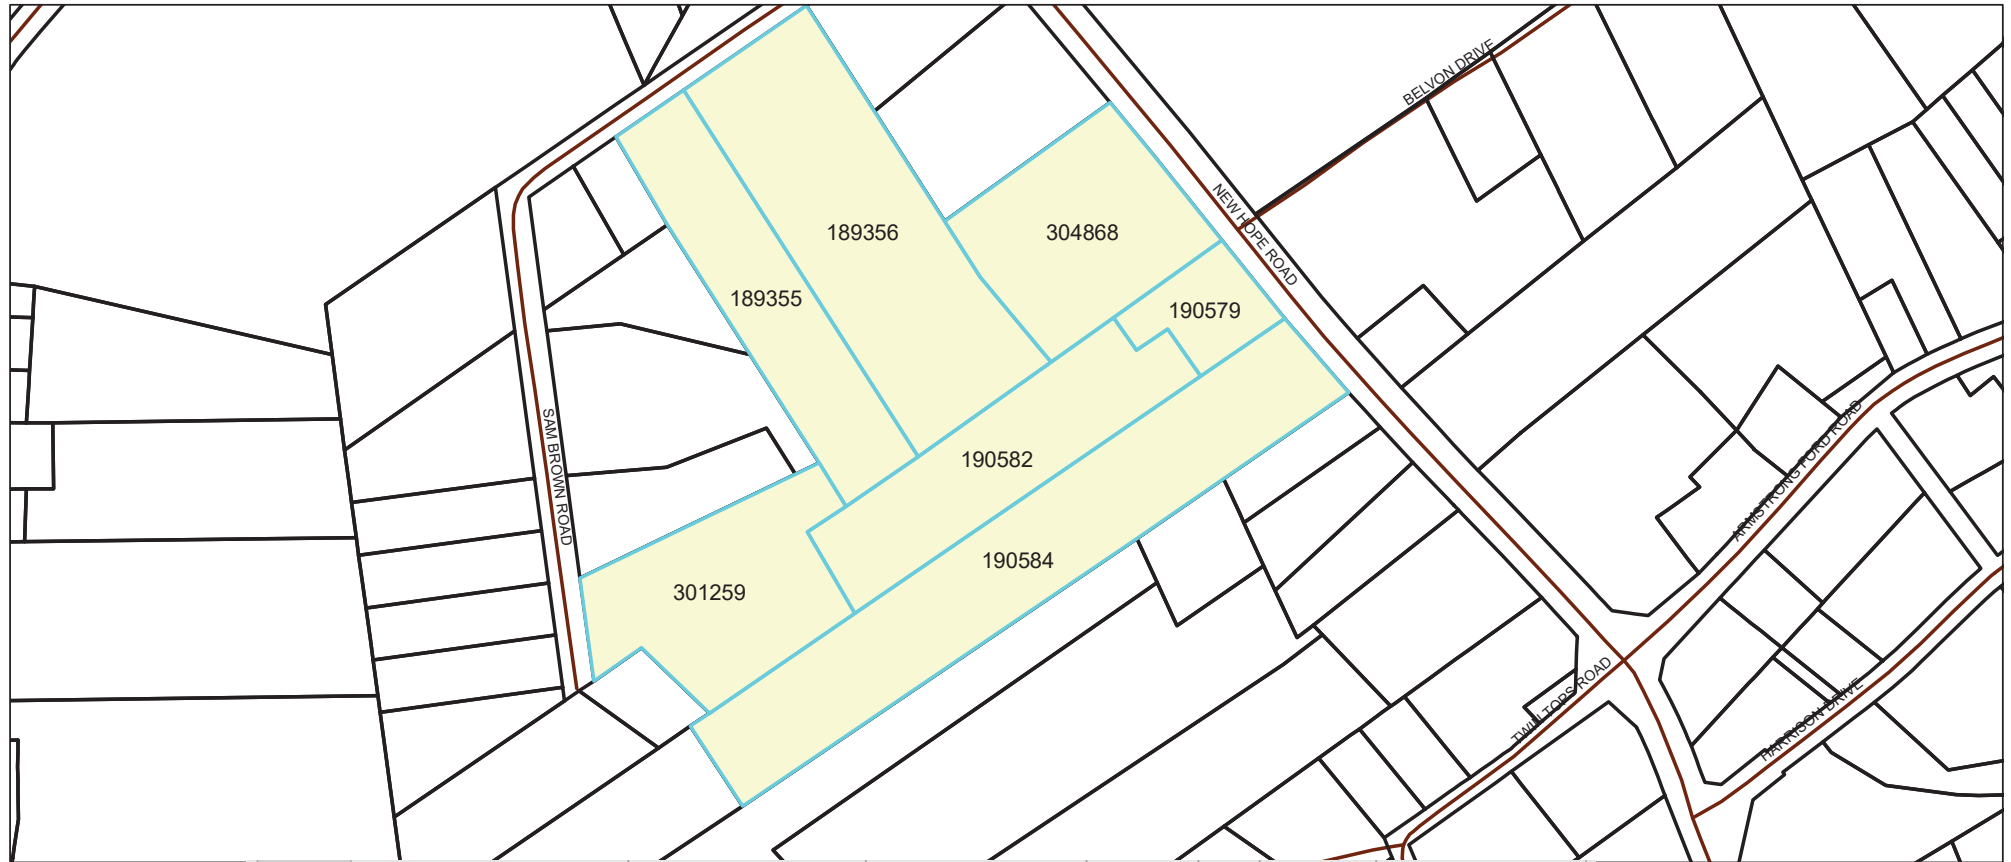 BELVON DRIVE
NEW HOPE ROAD
189356
304868
189355
190579
SAM BROWN ROAD
190582
ARMSTRONG FORD ROAD
190584
301259
TWIN TOPS ROAD
HARRISON DRIVE